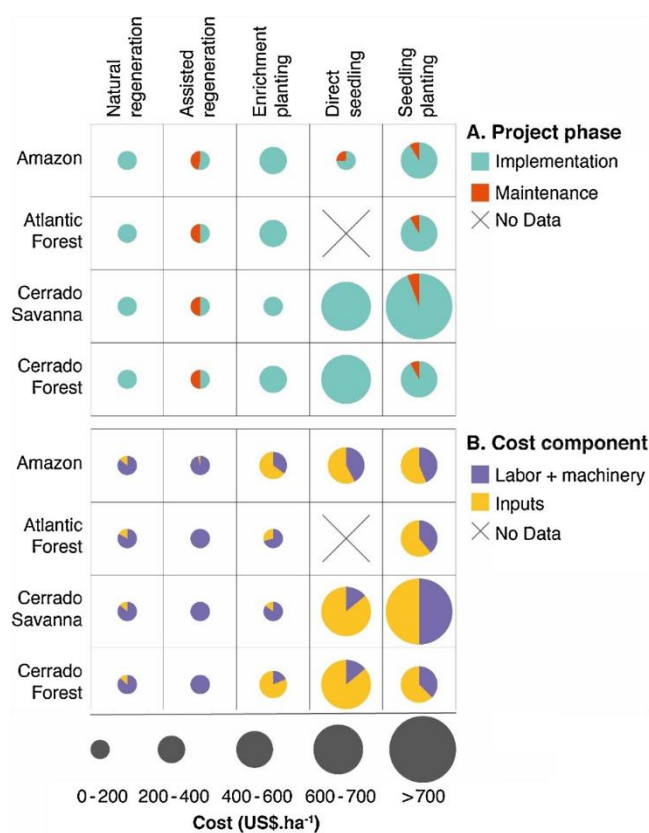 Natural
regeneration
Assisted
regeneration
Enrichment
planting
Direct
seedling
Seedling
planting
A. Project phase
Implementation
Maintenance
No Data
Amazon
Atlantic
Forest
Cerrado
Savanna
Cerrado
Forest
B. Cost component
Labor + machinery
Inputs
No Data
Amazon
Atlantic
Forest
Cerrado
Savanna
Cerrado
Forest
0-200 200-400 400-600 600-700 >700
Cost (US$.ha⁻¹)